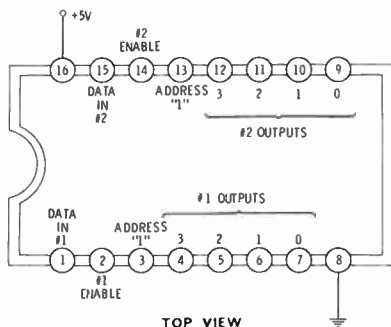 +5V
#2
ENABLE
16 15 14 13 12 11 10 9
DATA
IN
#2
ADDRESS
"1"
3 2 1 0
#2 OUTPUTS
#1 OUTPUTS
DATA
IN
#1
ADDRESS
"1"
3 2 1 0
1 2 3 4 5 6 7 8
#1
ENABLE
TOP VIEW